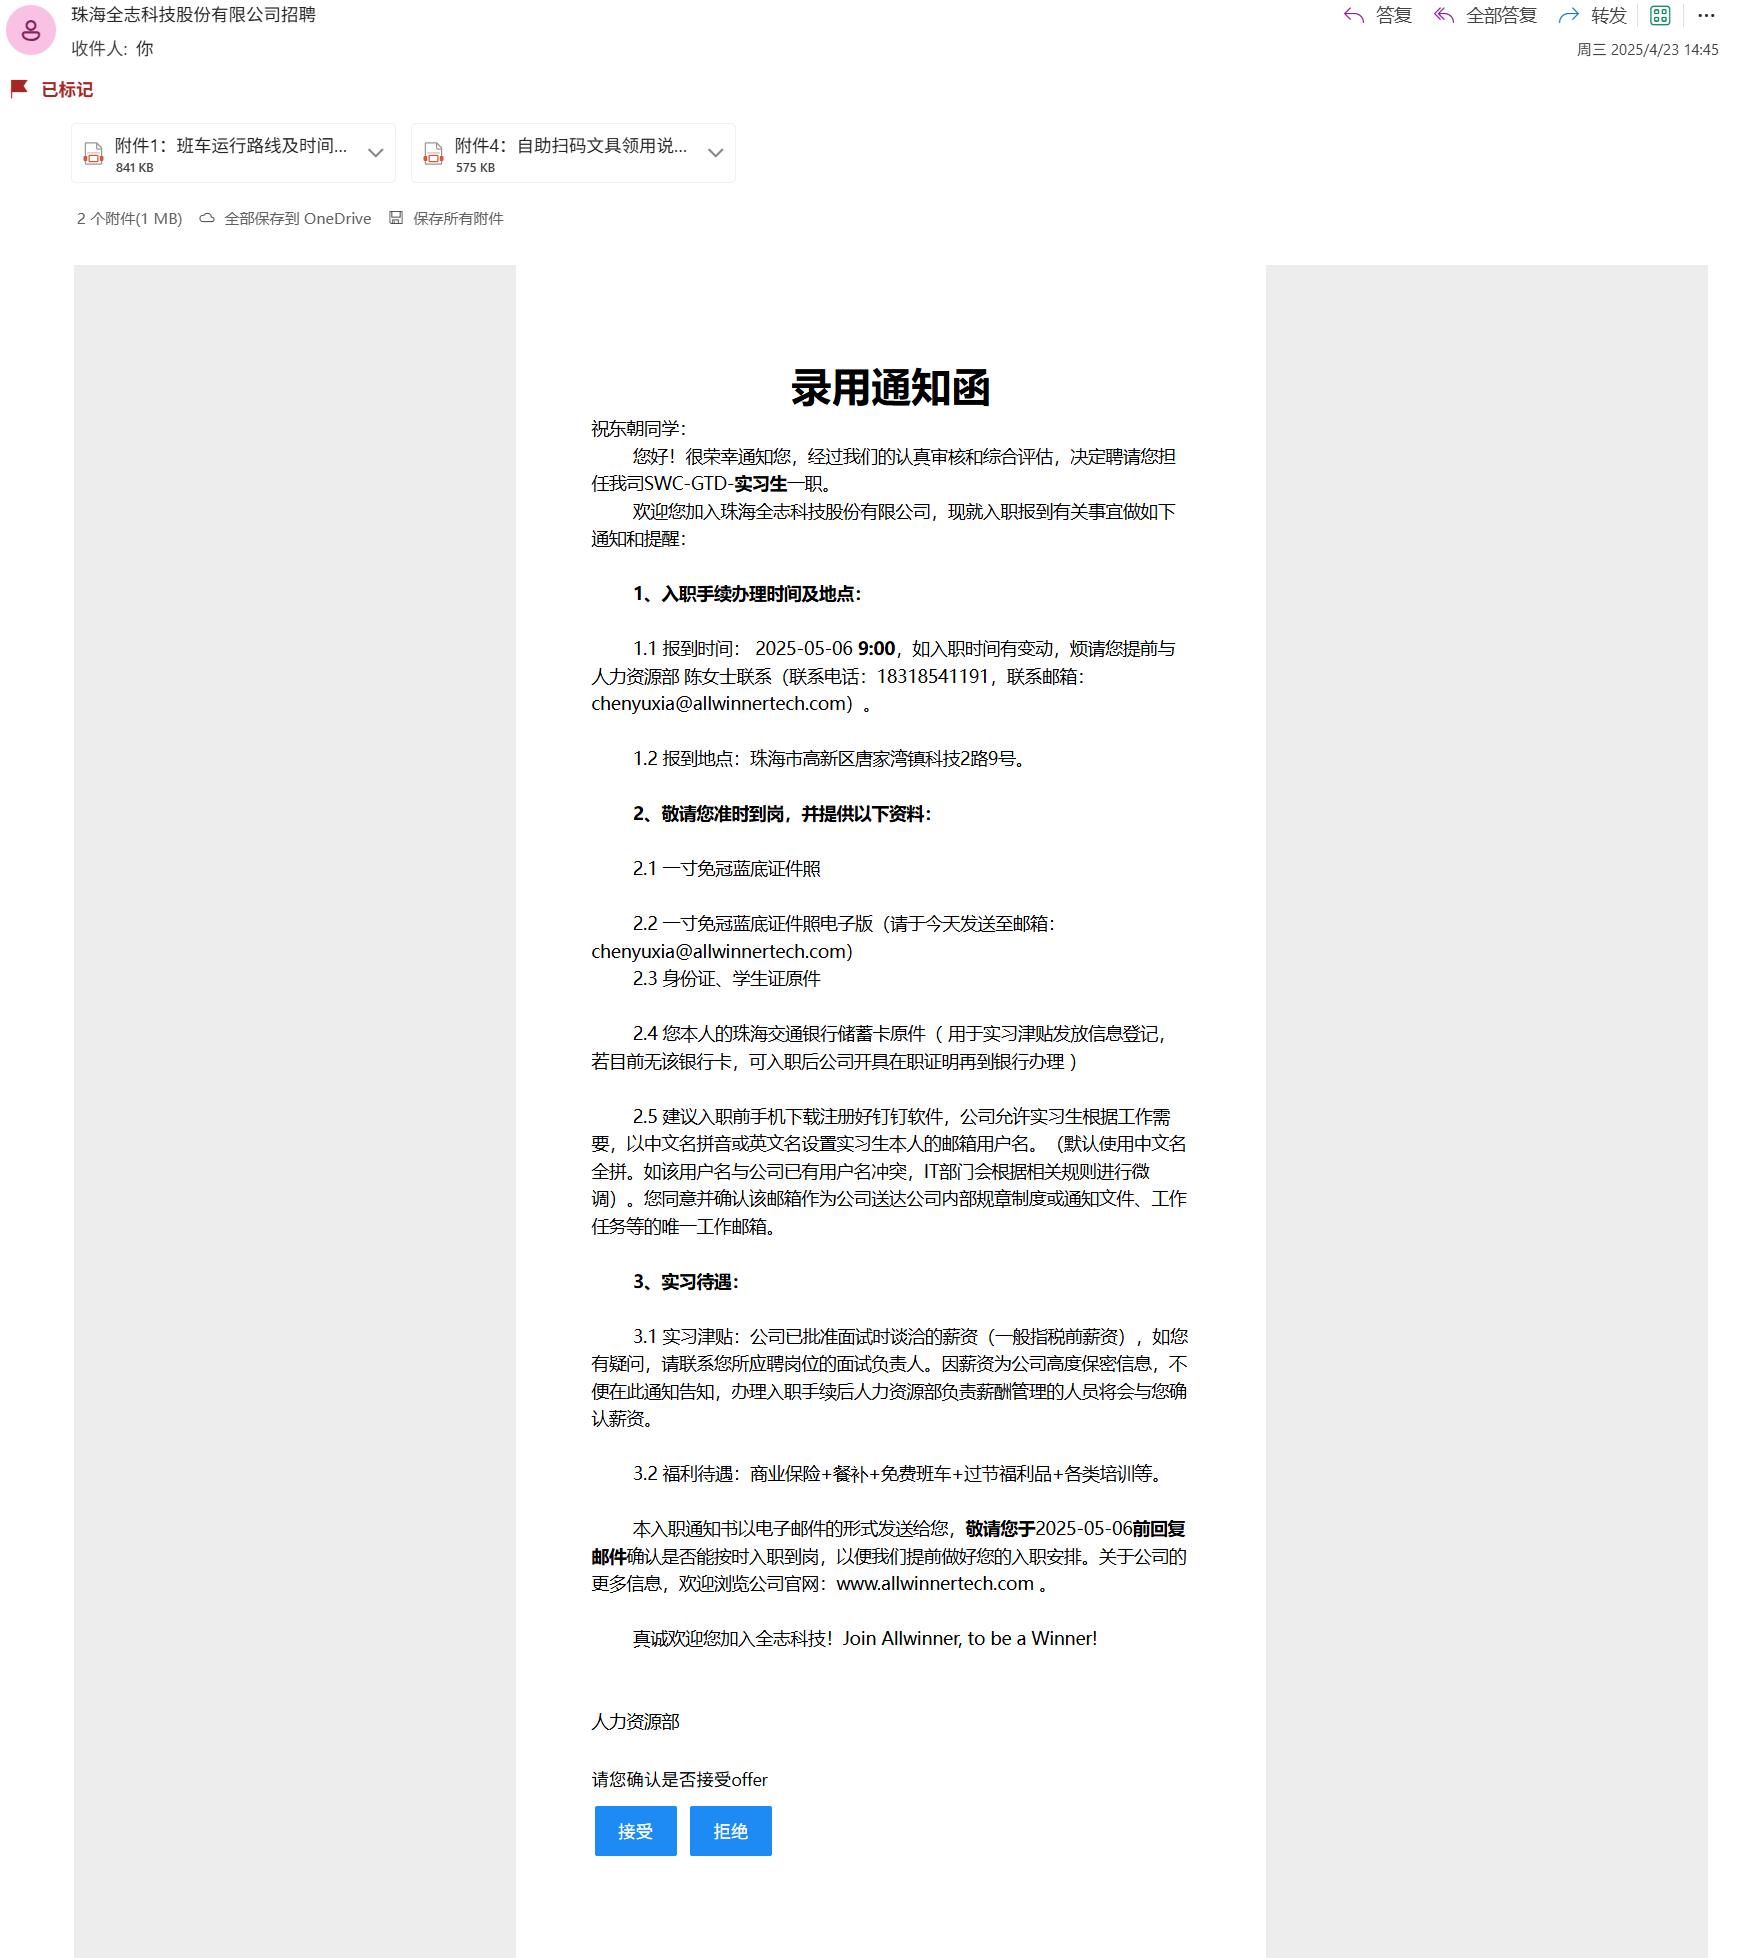 珠海全志科技股份有限公司招聘
答复 全部答复 转发
收件人: 你
周三 2025/4/23 14:45
已标记
附件1：班车运行路线及时间...
841 KB
附件4：自助扫码文具领用说...
575 KB
2 个附件(1 MB) 全部保存到 OneDrive 保存所有附件
录用通知函
祝东朝同学：
您好！很荣幸通知您，经过我们的认真审核和综合评估，决定聘请您担
任我司SWC-GTD-实习生一职。
欢迎您加入珠海全志科技股份有限公司，现就入职报到有关事宜做如下
通知和提醒：
1、入职手续办理时间及地点：
1.1 报到时间： 2025-05-06 9:00，如入职时间有变动，烦请您提前与
人力资源部 陈女士联系（联系电话：18318541191，联系邮箱：
chenyuxia@allwinnertech.com）。
1.2 报到地点：珠海市高新区唐家湾镇科技2路9号。
2、敬请您准时到岗，并提供以下资料：
2.1 一寸免冠蓝底证件照
2.2 一寸免冠蓝底证件照电子版（请于今天发送至邮箱：
chenyuxia@allwinnertech.com）
2.3 身份证、学生证原件
2.4 您本人的珠海交通银行储蓄卡原件（ 用于实习津贴发放信息登记，
若目前无该银行卡，可入职后公司开具在职证明再到银行办理 ）
2.5 建议入职前手机下载注册好钉钉软件，公司允许实习生根据工作需
要，以中文名拼音或英文名设置实习生本人的邮箱用户名。（默认使用中文名
全拼。如该用户名与公司已有用户名冲突，IT部门会根据相关规则进行微
调）。您同意并确认该邮箱作为公司送达公司内部规章制度或通知文件、工作
任务等的唯一工作邮箱。
3、实习待遇：
3.1 实习津贴：公司已批准面试时谈洽的薪资（一般指税前薪资），如您
有疑问，请联系您所应聘岗位的面试负责人。因薪资为公司高度保密信息，不
便在此通知告知，办理入职手续后人力资源部负责薪酬管理的人员将会与您确
认薪资。
3.2 福利待遇：商业保险+餐补+免费班车+过节福利品+各类培训等。
本入职通知书以电子邮件的形式发送给您，敬请您于2025-05-06前回复
邮件确认是否能按时入职到岗，以便我们提前做好您的入职安排。关于公司的
更多信息，欢迎浏览公司官网：www.allwinnertech.com 。
真诚欢迎您加入全志科技！Join Allwinner, to be a Winner!
人力资源部
请您确认是否接受offer
接受 拒绝